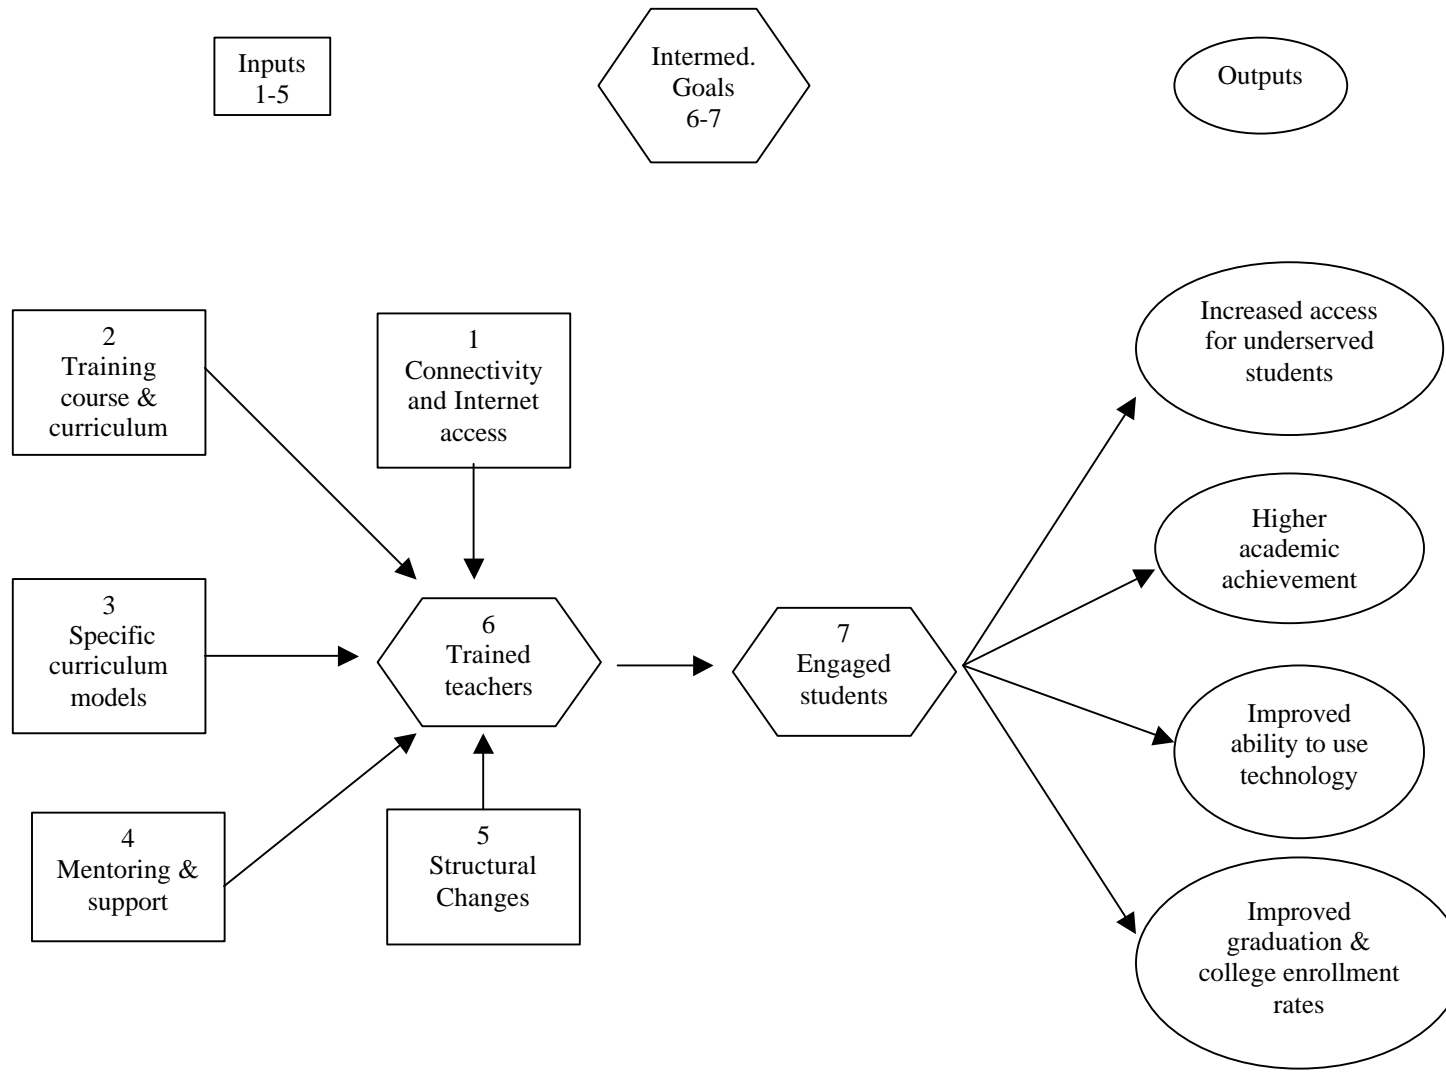 Inputs
1-5
Intermed.
Goals
6-7
Outputs
2
Training
course &
curriculum
1
Connectivity
and Internet
access
3
Specific
curriculum
models
6
Trained
teachers
4
Mentoring &
support
5
Structural
Changes
7
Engaged
students
Increased access
for underserved
students
Higher
academic
achievement
Improved
ability to use
technology
Improved
graduation &
college enrollment
rates